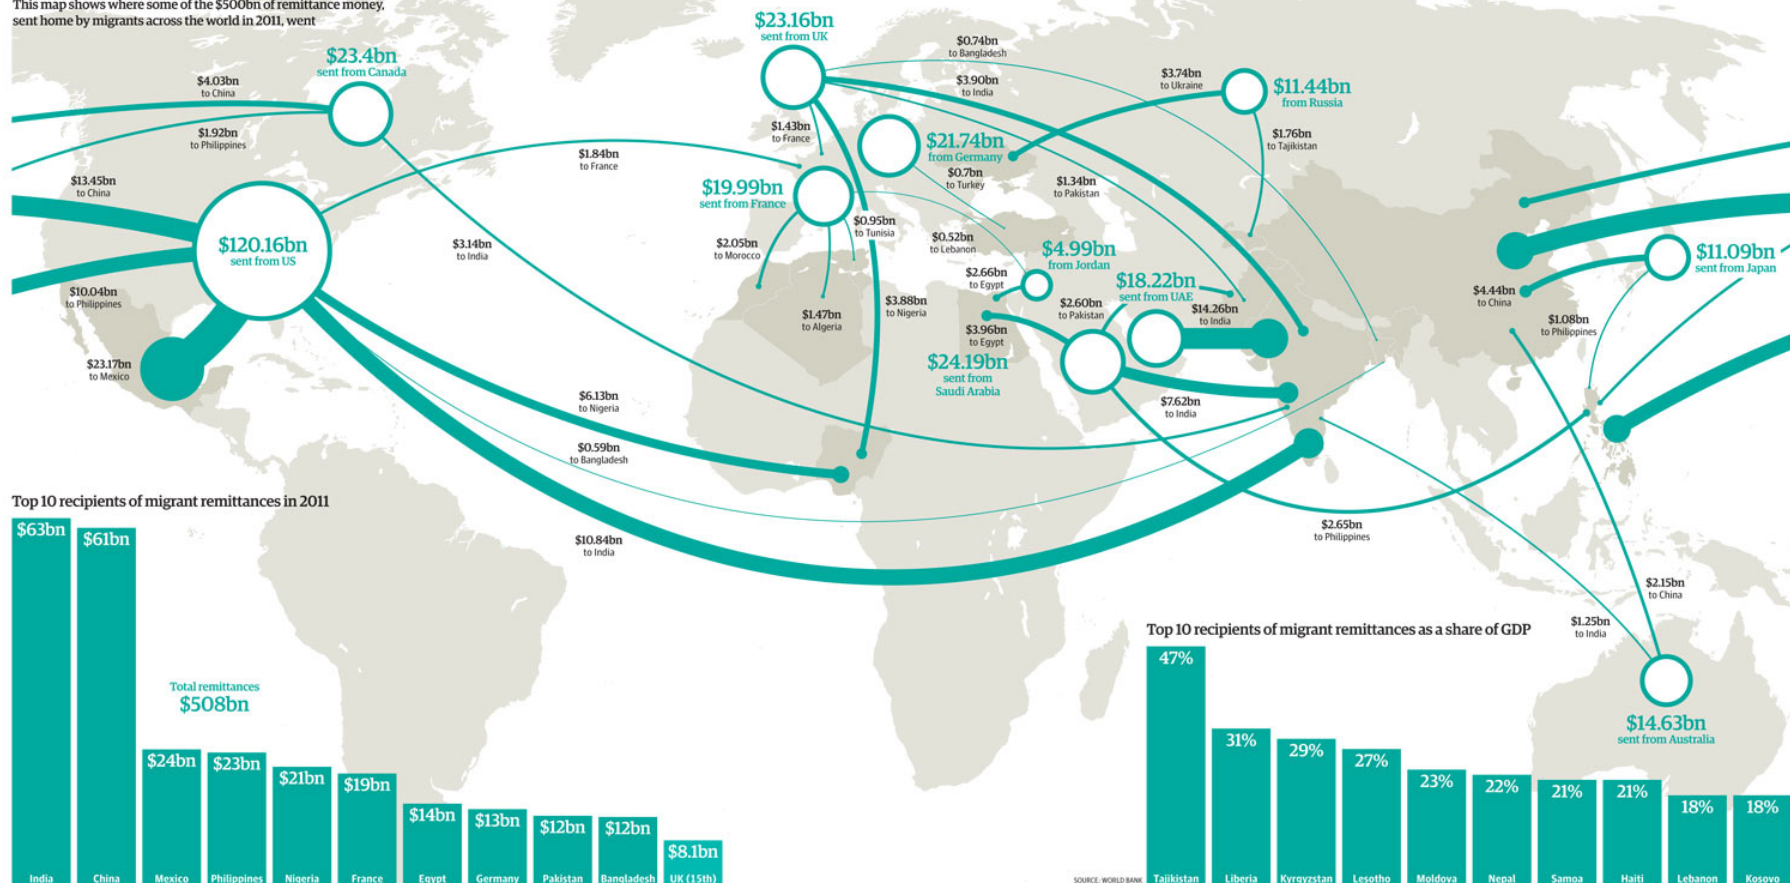 This map shows where some of the $500bn of remittance money,
sent home by migrants across the world in 2011, went
$23.4bn
sent from Canada
$4.03bn
to China
$1.92bn
to Philippines
$13.45bn
to China
$10.04bn
to Philippines
$120.16bn
sent from US
$23.17bn
to Mexico
$1.84bn
to France
$3.14bn
to India
$6.13bn
to Nigeria
$0.59bn
to Bangladesh
$10.84bn
to India
$23.16bn
sent from UK
$0.74bn
to Bangladesh
$3.90bn
to India
$1.43bn
to France
$1.34bn
to Pakistan
$3.88bn
to Nigeria
$21.74bn
from Germany
$0.7bn
to Turkey
$19.99bn
sent from France
$2.05bn
to Morocco
$1.47bn
to Algeria
$0.95bn
to Tunisia
$0.52bn
to Lebanon
$3.74bn
to Ukraine
$11.44bn
from Russia
$1.76bn
to Tajikistan
$4.99bn
from Jordan
$2.66bn
to Egypt
$18.22bn
sent from UAE
$14.26bn
to India
$2.60bn
to Pakistan
$3.96bn
to Egypt
$24.19bn
sent from
Saudi Arabia
$7.62bn
to India
$2.65bn
to Philippines
$11.09bn
sent from Japan
$4.44bn
to China
$1.08bn
to Philippines
$2.15bn
to China
$1.25bn
to India
$14.63bn
sent from Australia
Top 10 recipients of migrant remittances in 2011
$63bn
$61bn
$24bn
$23bn
$21bn
$19bn
$14bn
$13bn
$12bn
$12bn
$8.1bn
Total remittances
$508bn
India
China
Mexico
Philippines
Nigeria
France
Egypt
Germany
Pakistan
Bangladesh
UK (15th)
Top 10 recipients of migrant remittances as a share of GDP
47%
31%
29%
27%
23%
22%
21%
21%
18%
18%
SOURCE: WORLD BANK
Tajikistan
Liberia
Kyrgyzstan
Lesotho
Moldova
Nepal
Samoa
Haiti
Lebanon
Kosovo